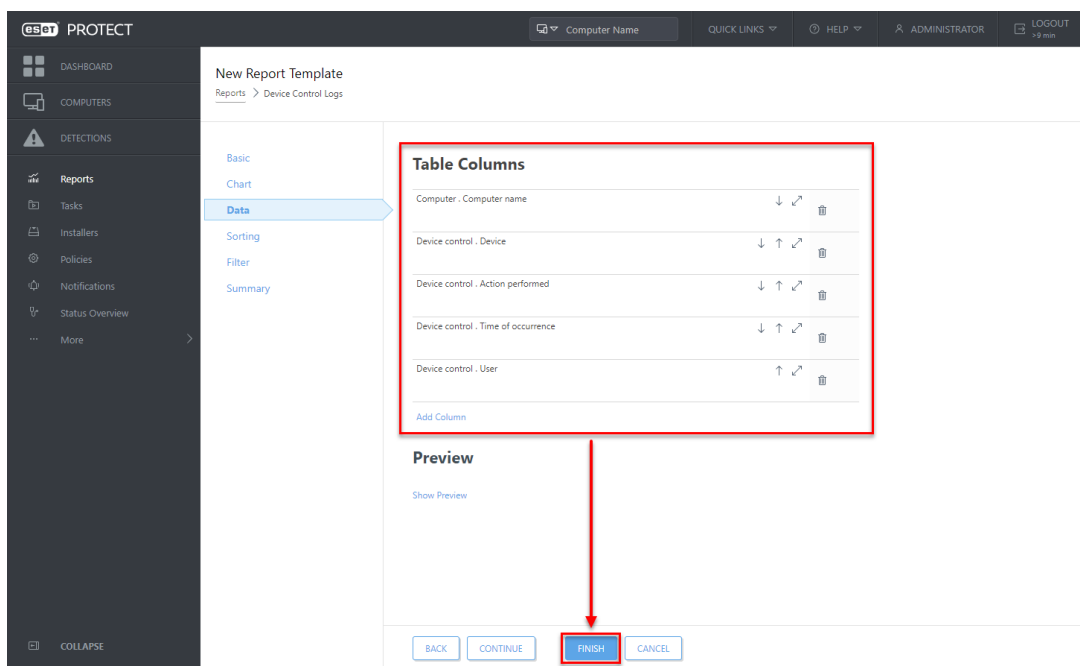 eset PROTECT
Computer Name
QUICK LINKS
HELP
ADMINISTRATOR
LOGOUT
>9 min
DASHBOARD
COMPUTERS
DETECTIONS
Reports
Tasks
Installers
Policies
Notifications
Status Overview
More
COLLAPSE
New Report Template
Reports > Device Control Logs
Basic
Chart
Data
Sorting
Filter
Summary
Table Columns
Computer . Computer name
Device control . Device
Device control . Action performed
Device control . Time of occurrence
Device control . User
Add Column
Preview
Show Preview
BACK
CONTINUE
FINISH
CANCEL